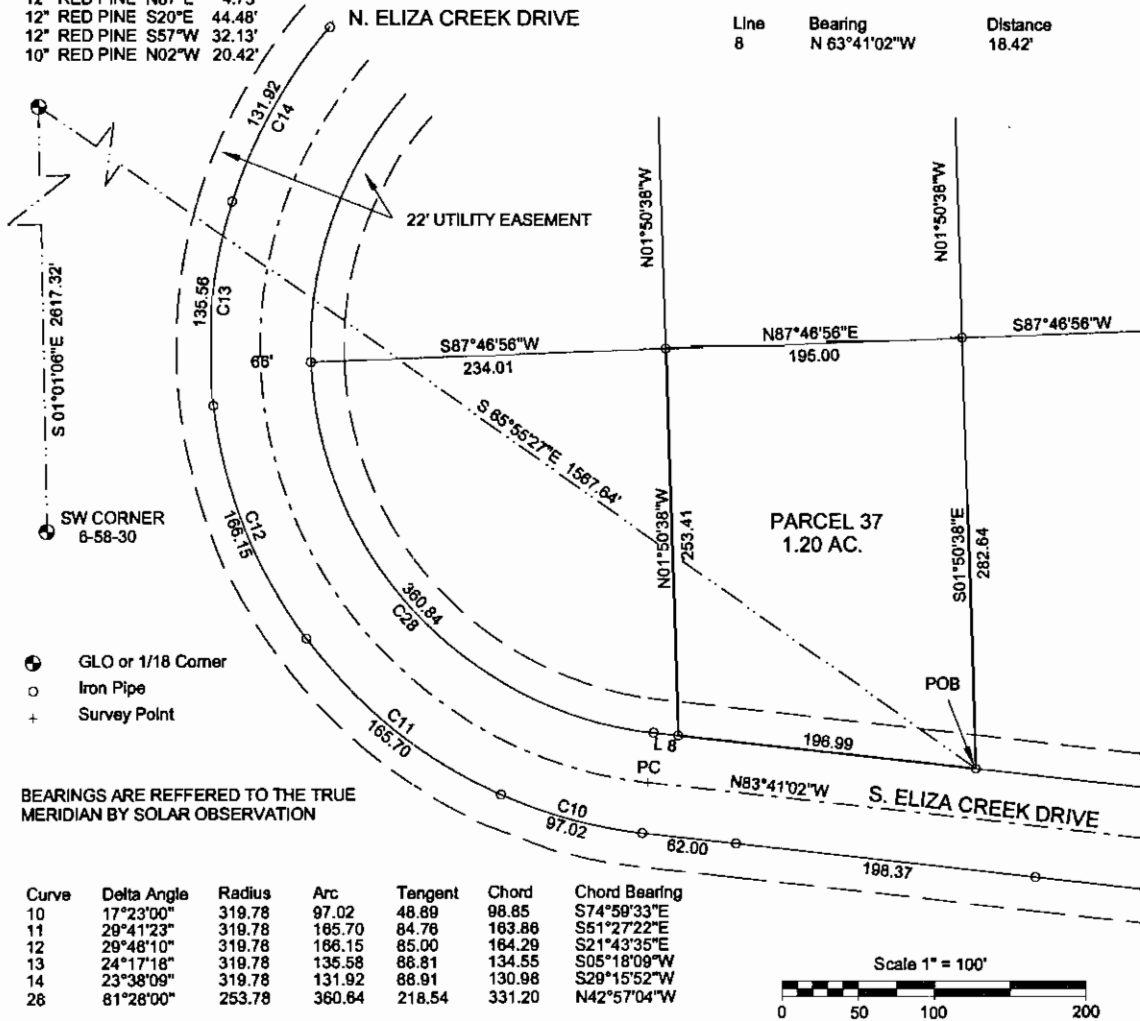 12" RED PINE N87°E 4.73'
12" RED PINE S20°E 44.48'
12" RED PINE S57°W 32.13'
10" RED PINE N02°W 20.42'
N. ELIZA CREEK DRIVE
Line Bearing Distance
8 N 63°41'02"W 18.42'
131.92
C14
22' UTILITY EASEMENT
N01°50'38"W
N01°50'38"W
135.56
C13
S 01°01'06"E 2617.32'
66'
S87°46'56"W
234.01
N87°46'56"E
195.00
S87°46'56"W
S 65°55'27"E 1567.64'
SW CORNER
6-58-30
C12
166.15
N01°50'38"W
253.41
PARCEL 37
1.20 AC.
S01°50'38"E
282.64
360.84
C28
GLO or 1/18 Corner
Iron Pipe
Survey Point
POB
C11
165.70
L 8
196.99
PC
N83°41'02"W
S. ELIZA CREEK DRIVE
BEARINGS ARE REFFERED TO THE TRUE
MERIDIAN BY SOLAR OBSERVATION
C10
97.02
62.00
198.37
Curve Delta Angle Radius Arc Tangent Chord Chord Bearing
10 17°23'00" 319.78 97.02 48.89 98.65 S74°59'33"E
11 29°41'23" 319.78 165.70 84.76 163.86 S51°27'22"E
12 29°46'10" 319.78 166.15 85.00 164.29 S21°43'35"E
13 24°17'18" 319.78 135.58 88.81 134.55 S05°18'09"W
14 23°38'09" 319.78 131.92 88.91 130.98 S29°15'52"W
28 81°28'00" 253.78 360.64 218.54 331.20 N42°57'04"W
Scale 1" = 100'
0 50 100 200